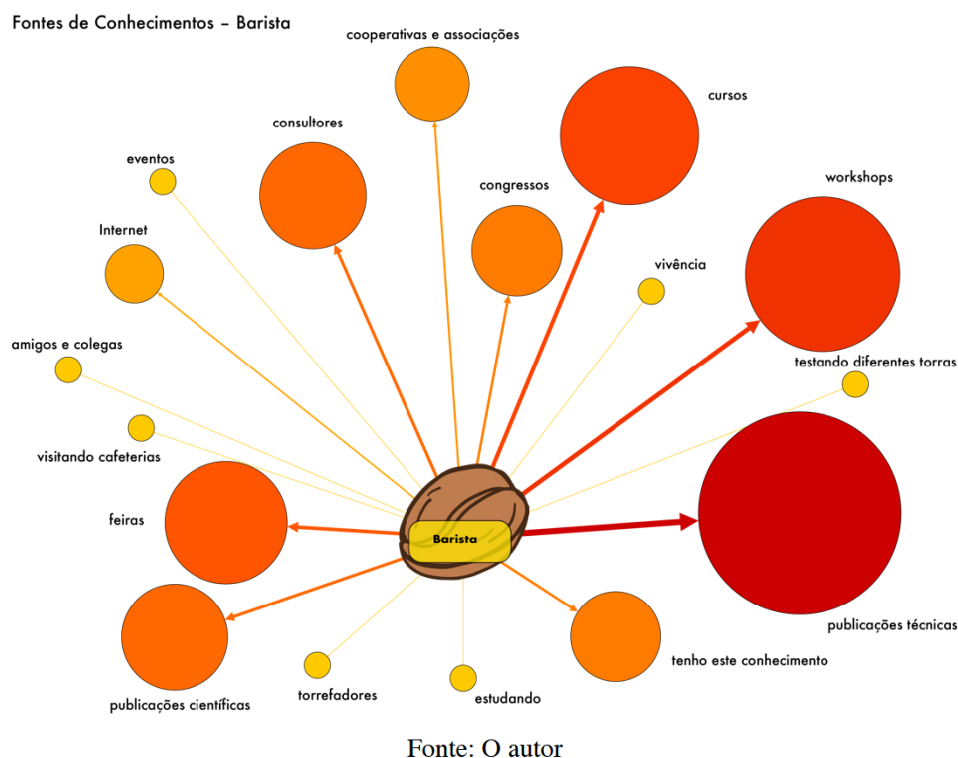 Fontes de Conhecimentos – Barista
cooperativas e associações
cursos
consultores
eventos
congressos
workshops
Internet
vivência
amigos e colegas
testando diferentes torras
visitando cafeterias
feiras
Barista
publicações técnicas
tenho este conhecimento
torrefadores
estudando
publicações científicas
Fonte: O autor